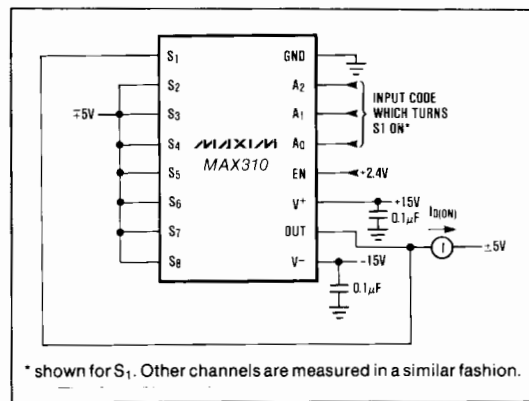 S1
GND
S2
A2
INPUT CODE
WHICH TURNS
S1 ON*
∓5V
S3
A1
S4
MAXIM
A0
S5
MAX310
EN
+2.4V
S6
V+
+15V
ID(ON)
0.1µF
S7
OUT
I
±5V
S8
V−
-15V
0.1µF
* shown for S1. Other channels are measured in a similar fashion.